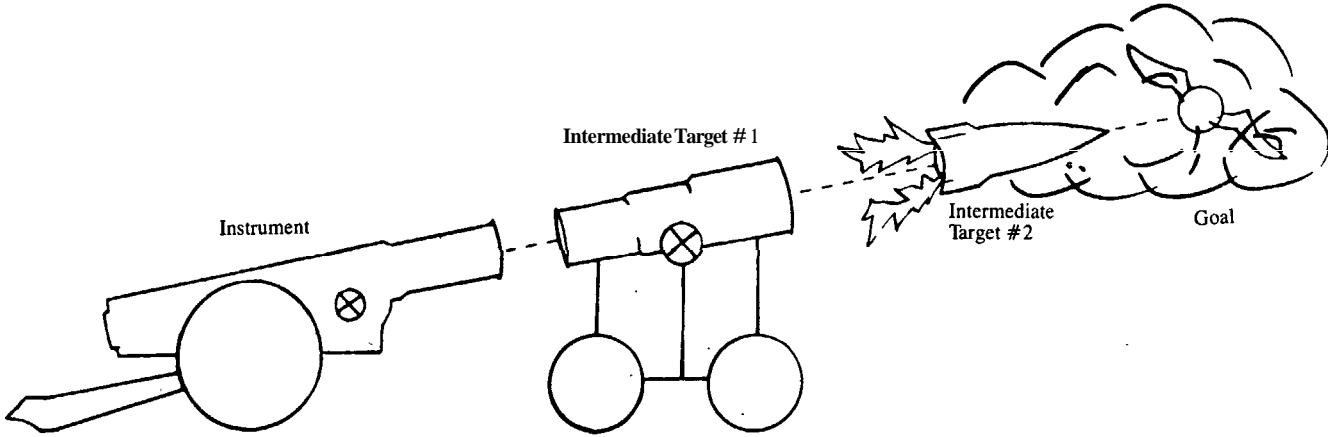 Instrument
Intermediate Target #1
Intermediate
Target #2
Goal